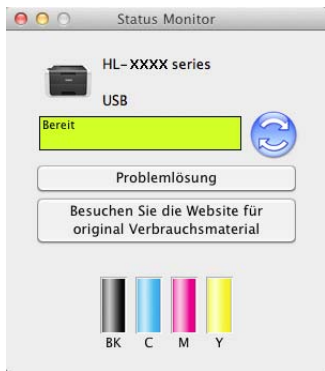 Status Monitor
HL-XXXX series
USB
Bereit
Problemlösung
Besuchen Sie die Website für
original Verbrauchsmaterial
BK C M Y